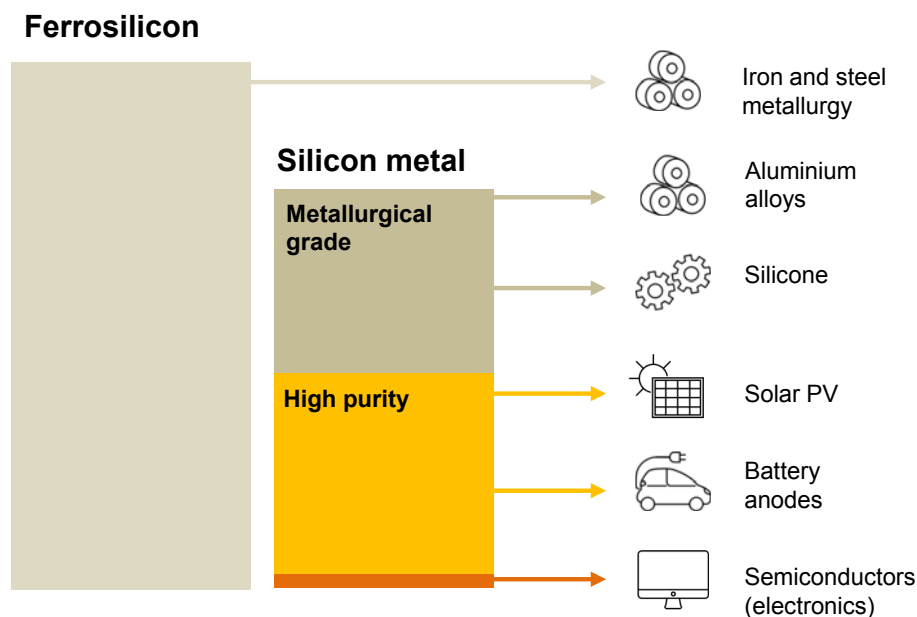 Ferrosilicon
Iron and steel
metallurgy
Silicon metal
Aluminium
alloys
Metallurgical
grade
Silicone
High purity
Solar PV
Battery
anodes
Semiconductors
(electronics)